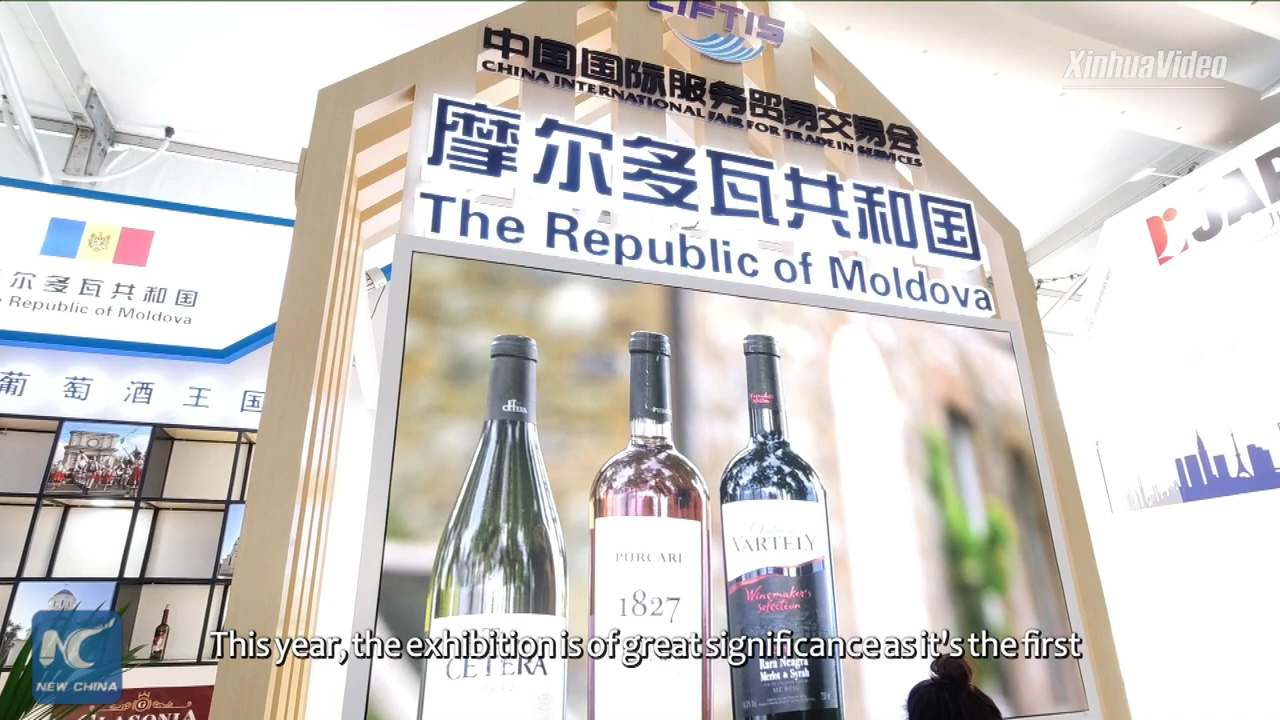 CIFTIS
XinhuaVideo
中国国际服务贸易交易会
CHINA INTERNATIONAL FAIR FOR TRADE IN SERVICES
摩尔多瓦共和国
The Republic of Moldova
尔多瓦共和国
Republic of Moldova
葡萄酒王国
PURCARI
1827
VARTELY
Winemaker's
selection
CETERA
Rara Neagră
Merlot & Syrah
This year, the exhibition is of great significance as it's the first
NC
NEW CHINA